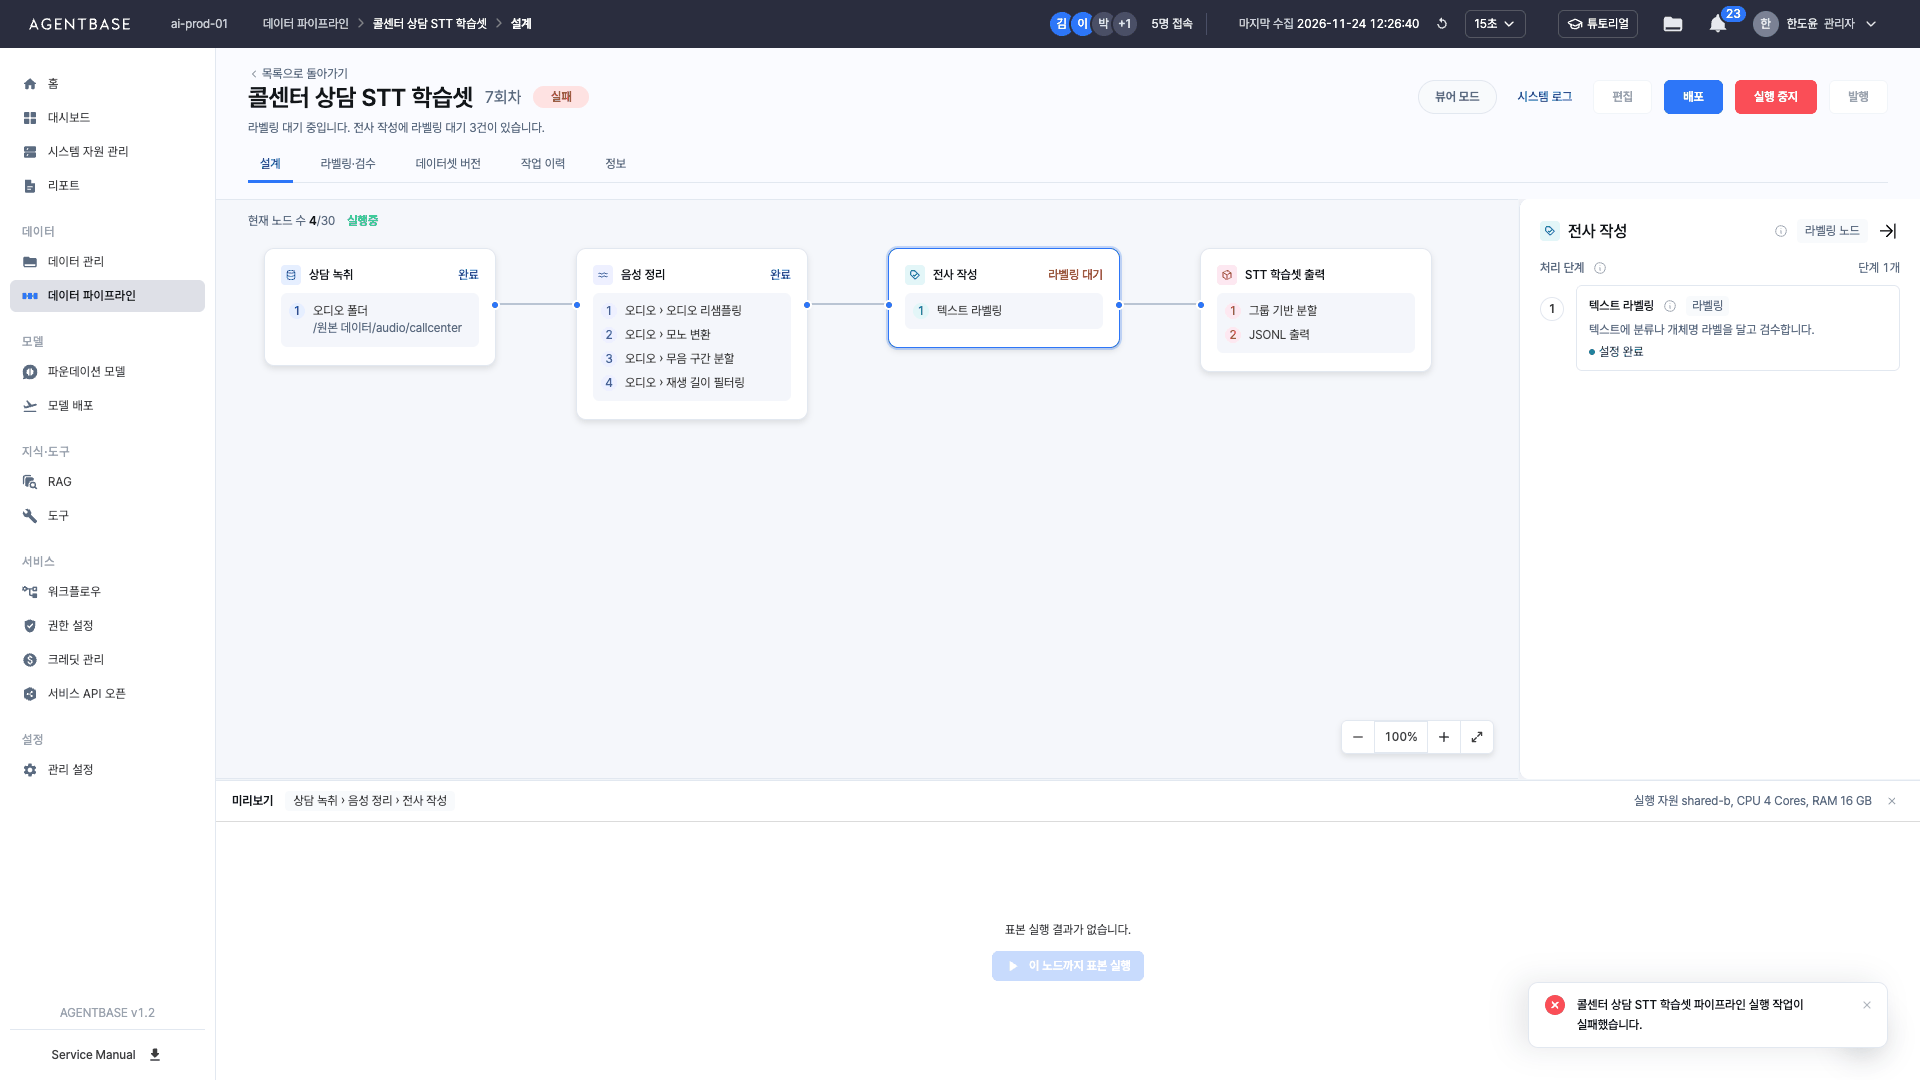 AGENTBASE
ai-prod-01
데이터 파이프라인 > 콜센터 상담 STT 학습셋 > 설계
김 이 박 +1 5명 접속
마지막 수집 2026-11-24 12:26:40
15초
튜토리얼
23
한 한도윤 관리자
홈
대시보드
시스템 자원 관리
리포트
데이터
데이터 관리
데이터 파이프라인
모델
파운데이션 모델
모델 배포
지식·도구
RAG
도구
서비스
워크플로우
권한 설정
크레딧 관리
서비스 API 오픈
설정
관리 설정
AGENTBASE v1.2
Service Manual
목록으로 돌아가기
콜센터 상담 STT 학습셋 7회차 실패
라벨링 대기 중입니다. 전사 작성에 라벨링 대기 3건이 있습니다.
뷰어 모드
시스템 로그
편집
배포
실행 중지
발행
설계
라벨링·검수
데이터셋 버전
작업 이력
정보
현재 노드 수 4/30 실행중
상담 녹취 완료
1 오디오 폴더
/원본 데이터/audio/callcenter
음성 정리 완료
1 오디오 › 오디오 리샘플링
2 오디오 › 모노 변환
3 오디오 › 무음 구간 분할
4 오디오 › 재생 길이 필터링
전사 작성 라벨링 대기
1 텍스트 라벨링
STT 학습셋 출력
1 그룹 기반 분할
2 JSONL 출력
100%
전사 작성
라벨링 노드
처리 단계
단계 1개
1
텍스트 라벨링 라벨링
텍스트에 분류나 개체명 라벨을 달고 검수합니다.
설정 완료
미리보기 상담 녹취 › 음성 정리 › 전사 작성
실행 자원 shared-b, CPU 4 Cores, RAM 16 GB
표본 실행 결과가 없습니다.
이 노드까지 표본 실행
콜센터 상담 STT 학습셋 파이프라인 실행 작업이
실패했습니다.